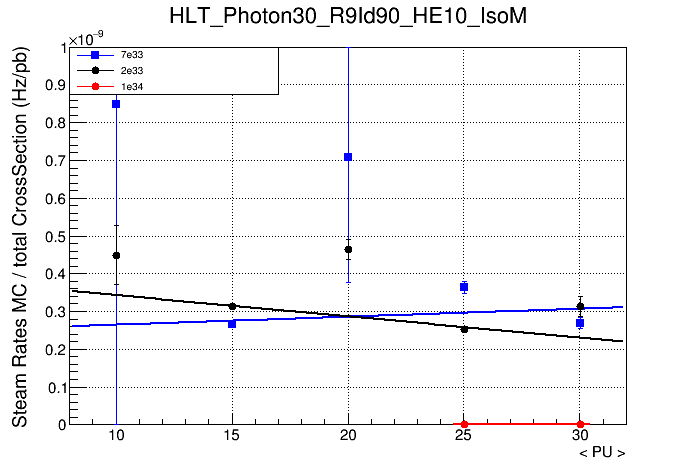 HLT_Photon30_R9Id90_HE10_IsoM
×10⁻⁹
7e33
2e33
1e34
Steam Rates MC / total CrossSection (Hz/pb)
1
0.9
0.8
0.7
0.6
0.5
0.4
0.3
0.2
0.1
0
10 15 20 25 30
< PU >